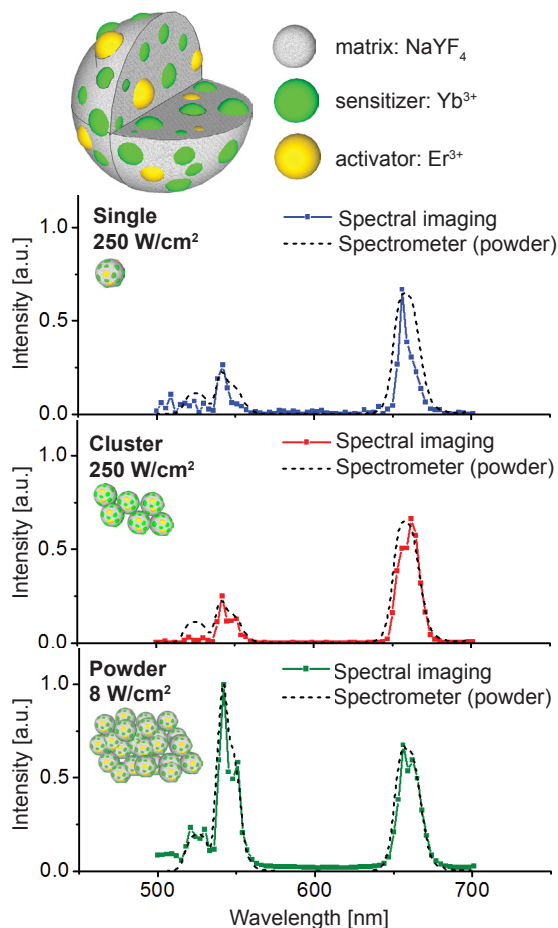 matrix: NaYF₄
sensitizer: Yb³⁺
activator: Er³⁺
Single
250 W/cm²
Spectral imaging
Spectrometer (powder)
Intensity [a.u.]
1.0
0.5
0.0
Cluster
250 W/cm²
Spectral imaging
Spectrometer (powder)
Intensity [a.u.]
1.0
0.5
0.0
Powder
8 W/cm²
Spectral imaging
Spectrometer (powder)
Intensity [a.u.]
1.0
0.5
0.0
500 600 700
Wavelength [nm]